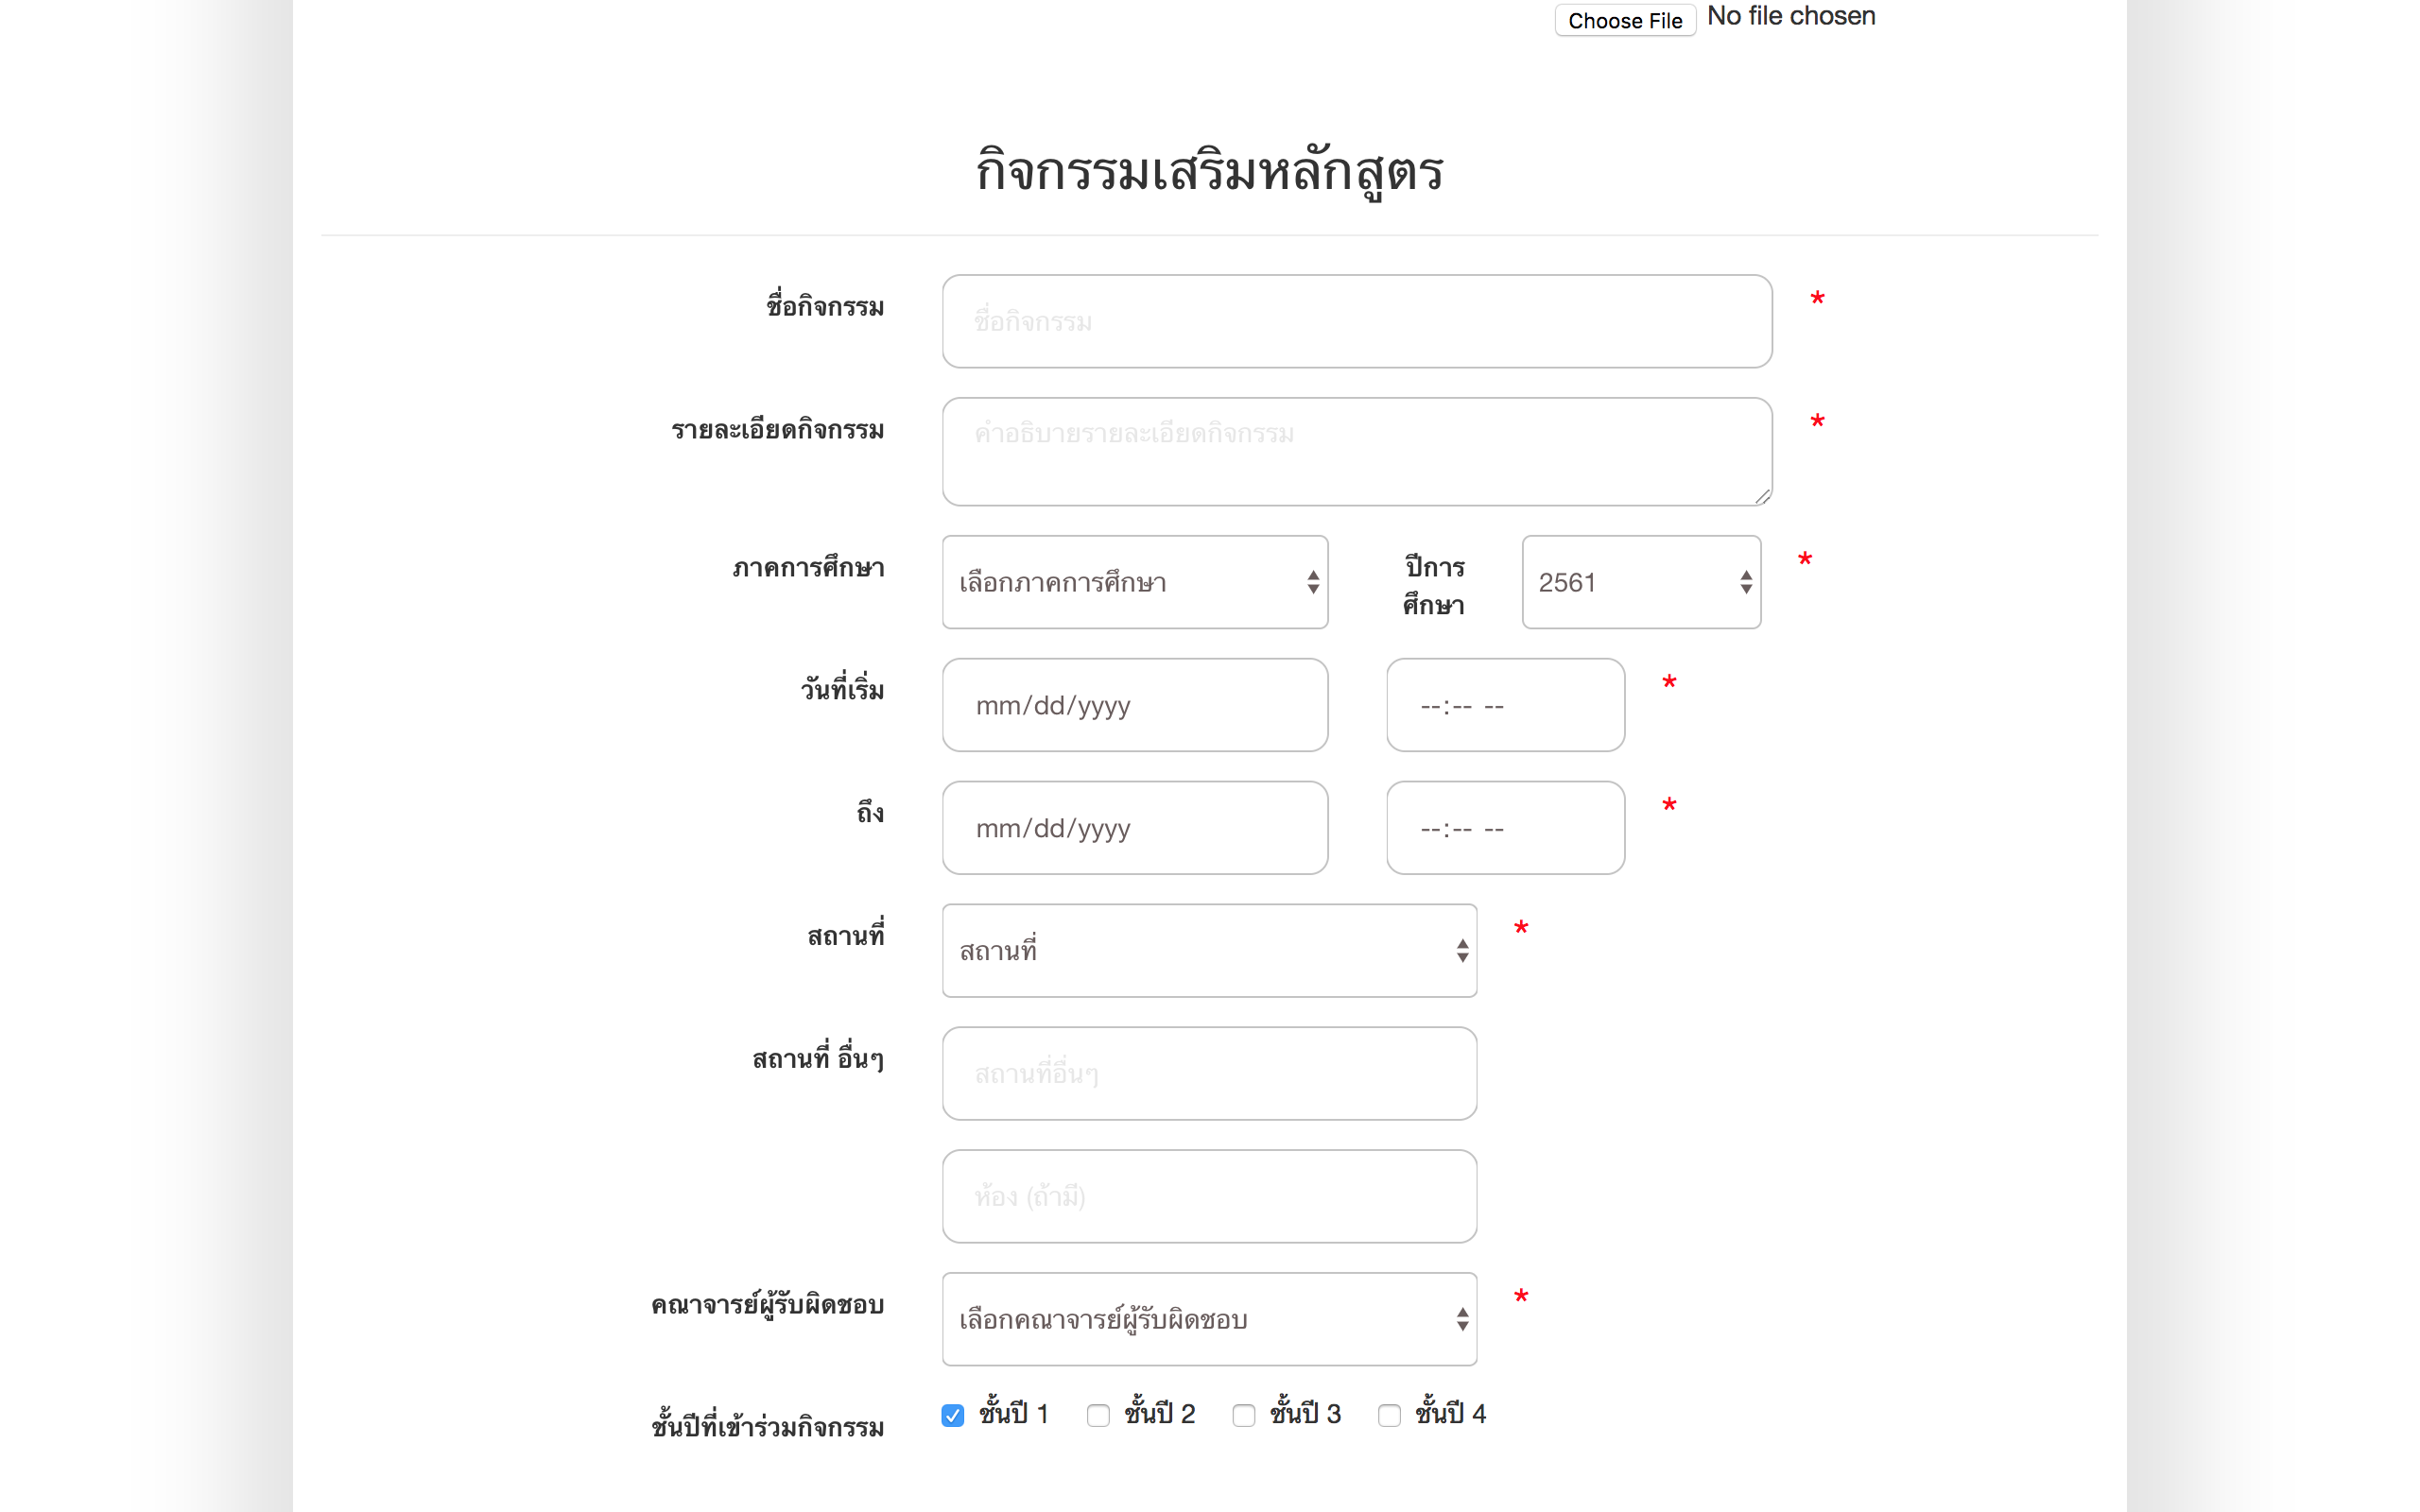 Choose File No file chosen
กิจกรรมเสริมหลักสูตร
ชื่อกิจกรรม ชื่อกิจกรรม *
รายละเอียดกิจกรรม คำอธิบายรายละเอียดกิจกรรม *
ภาคการศึกษา เลือกภาคการศึกษา ปีการ 2561 *
ศึกษา
วันที่เริ่ม mm/dd/yyyy --:-- -- *
ถึง mm/dd/yyyy --:-- -- *
สถานที่ สถานที่ *
สถานที่ อื่นๆ สถานที่อื่นๆ
ห้อง (ถ้ามี)
คณาจารย์ผู้รับผิดชอบ เลือกคณาจารย์ผู้รับผิดชอบ *
ชั้นปีที่เข้าร่วมกิจกรรม ชั้นปี 1 ชั้นปี 2 ชั้นปี 3 ชั้นปี 4